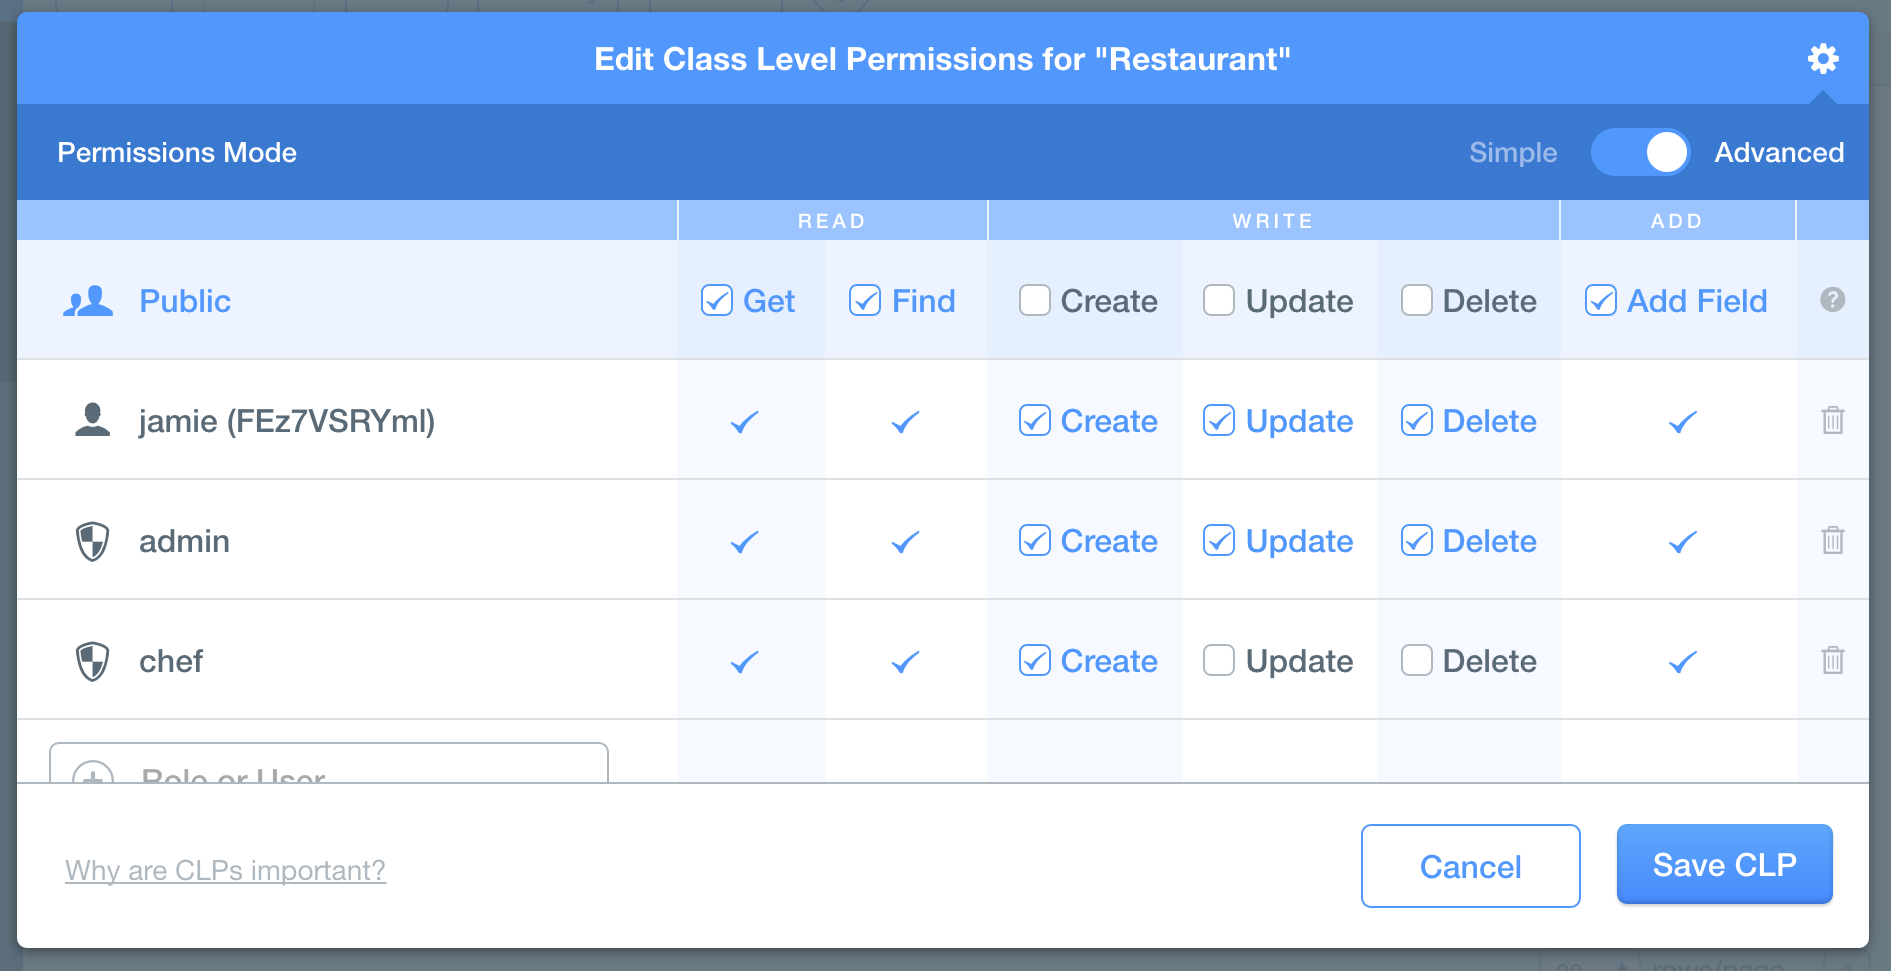 Edit Class Level Permissions for "Restaurant"
Permissions Mode Simple Advanced
READ WRITE ADD
Public Get Find Create Update Delete Add Field ?
jamie (FEz7VSRYml) Create Update Delete
admin Create Update Delete
chef Create Update Delete
Role or User
Why are CLPs important? Cancel Save CLP
rows/page